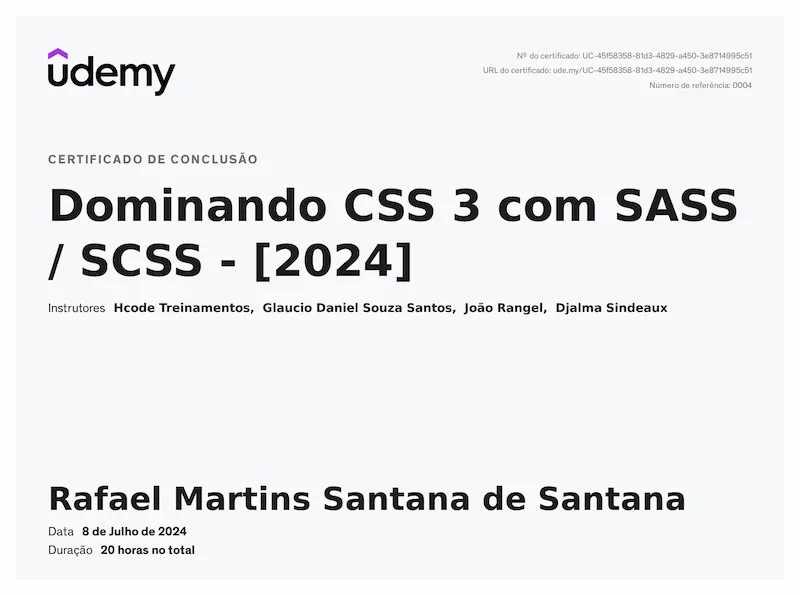 udemy
Nº do certificado: UC-45f58358-81d3-4829-a450-3e8714995c51
URL do certificado: ude.my/UC-45f58358-81d3-4829-a450-3e8714995c51
Número de referência: 0004
CERTIFICADO DE CONCLUSÃO
Dominando CSS 3 com SASS
/ SCSS - [2024]
Instrutores Hcode Treinamentos, Glaucio Daniel Souza Santos, João Rangel, Djalma Sindeaux
Rafael Martins Santana de Santana
Data 8 de Julho de 2024
Duração 20 horas no total